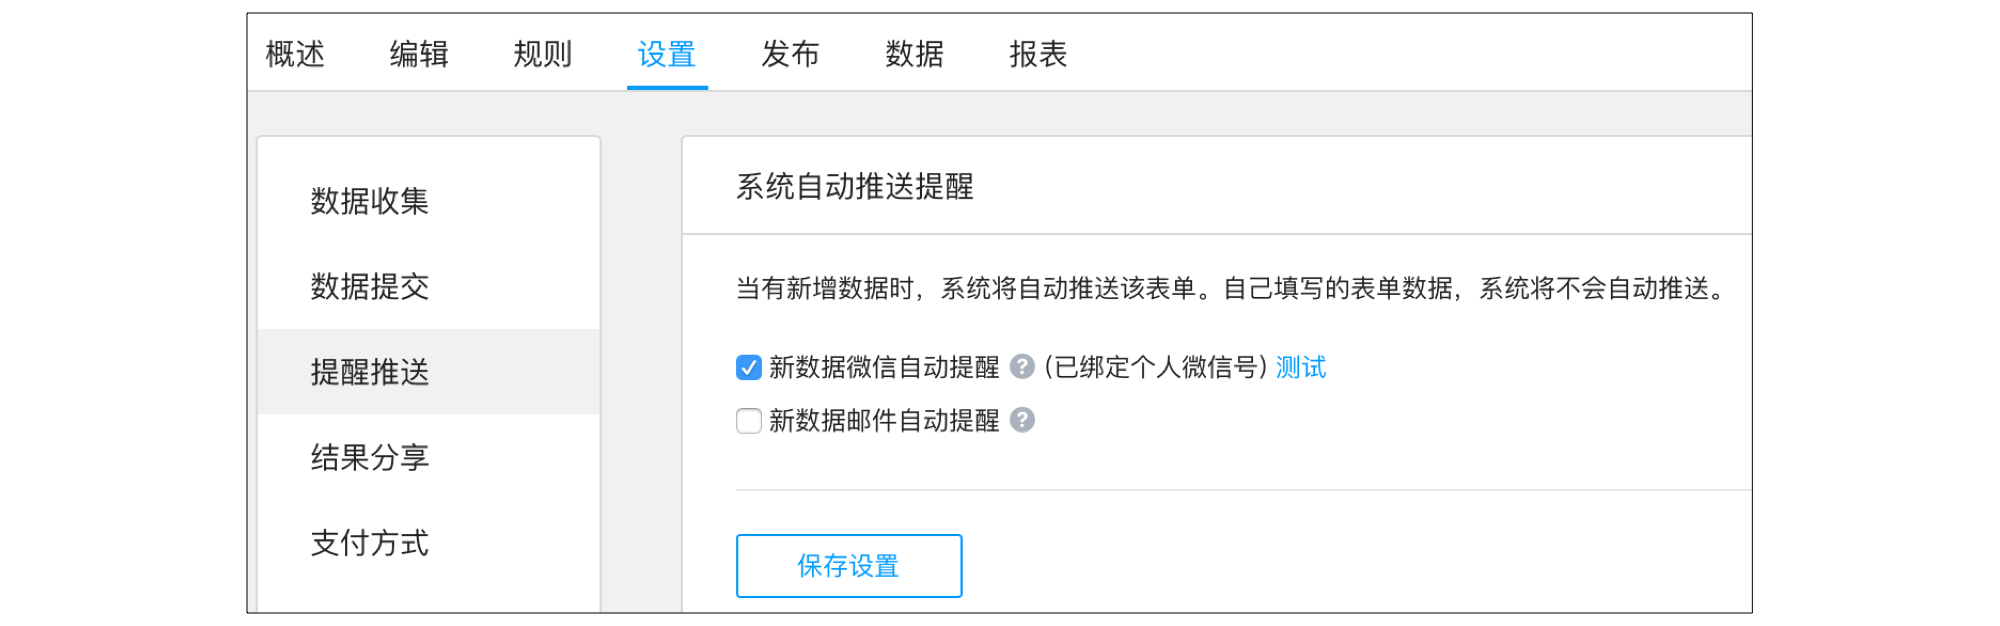 概述 编辑 规则 设置 发布 数据 报表
数据收集
数据提交
提醒推送
结果分享
支付方式
系统自动推送提醒
当有新增数据时，系统将自动推送该表单。自己填写的表单数据，系统将不会自动推送。
新数据微信自动提醒 ? (已绑定个人微信号) 测试
新数据邮件自动提醒 ?
保存设置